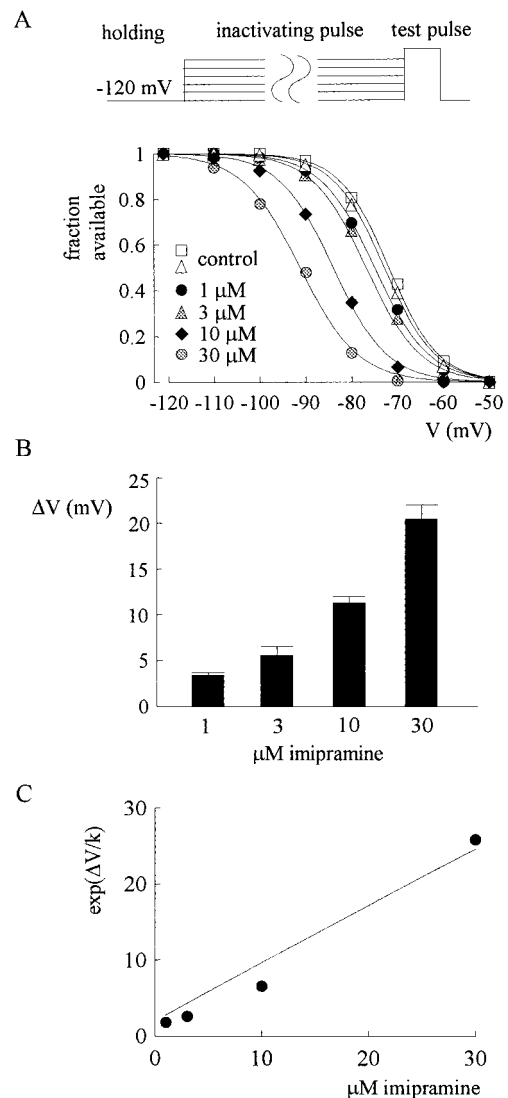 A
holding inactivating pulse test pulse
-120 mV
fraction
available
1
0.8
0.6
0.4
0.2
0
control
1 µM
3 µM
10 µM
30 µM
-120 -110 -100 -90 -80 -70 -60 -50
V (mV)
B
ΔV (mV)
25
20
15
10
5
0
1 3 10 30
µM imipramine
C
exp(ΔV/k)
30
20
10
0
0 10 20 30
µM imipramine